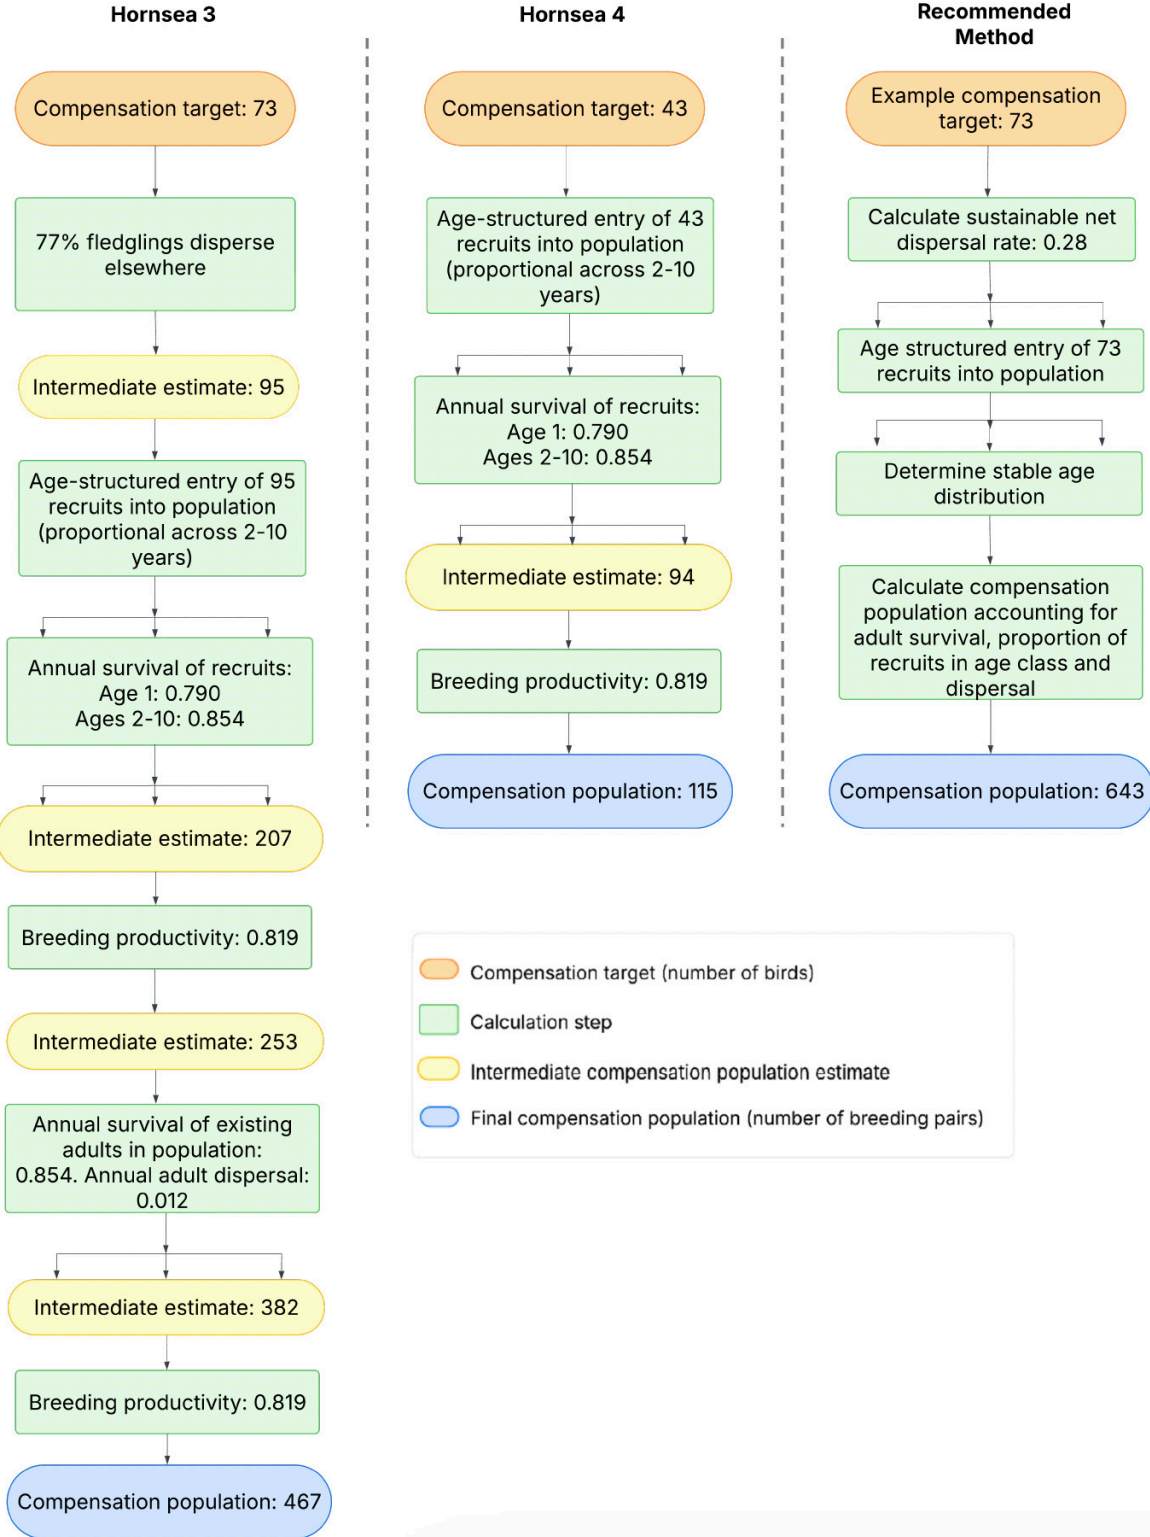 Hornsea 3
Compensation target: 73
77% fledglings disperse
elsewhere
Intermediate estimate: 95
Age-structured entry of 95
recruits into population
(proportional across 2-10
years)
Annual survival of recruits:
Age 1: 0.790
Ages 2-10: 0.854
Intermediate estimate: 207
Breeding productivity: 0.819
Intermediate estimate: 253
Annual survival of existing
adults in population:
0.854. Annual adult dispersal:
0.012
Intermediate estimate: 382
Breeding productivity: 0.819
Compensation population: 467
Hornsea 4
Compensation target: 43
Age-structured entry of 43
recruits into population
(proportional across 2-10
years)
Annual survival of recruits:
Age 1: 0.790
Ages 2-10: 0.854
Intermediate estimate: 94
Breeding productivity: 0.819
Compensation population: 115
Recommended
Method
Example compensation
target: 73
Calculate sustainable net
dispersal rate: 0.28
Age structured entry of 73
recruits into population
Determine stable age
distribution
Calculate compensation
population accounting for
adult survival, proportion of
recruits in age class and
dispersal
Compensation population: 643
Compensation target (number of birds)
Calculation step
Intermediate compensation population estimate
Final compensation population (number of breeding pairs)